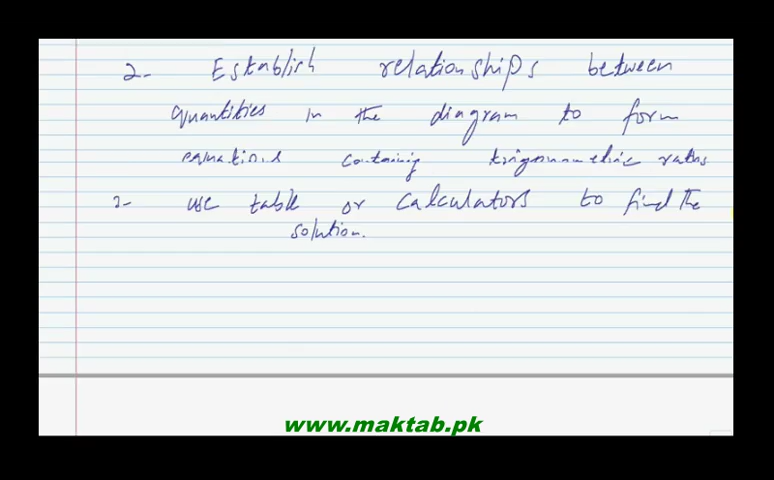 2- Establish relationships between
quantities in the diagram to form
equations containing trigonometric ratios
3- use table or calculators to find the
solution.
www.maktab.pk